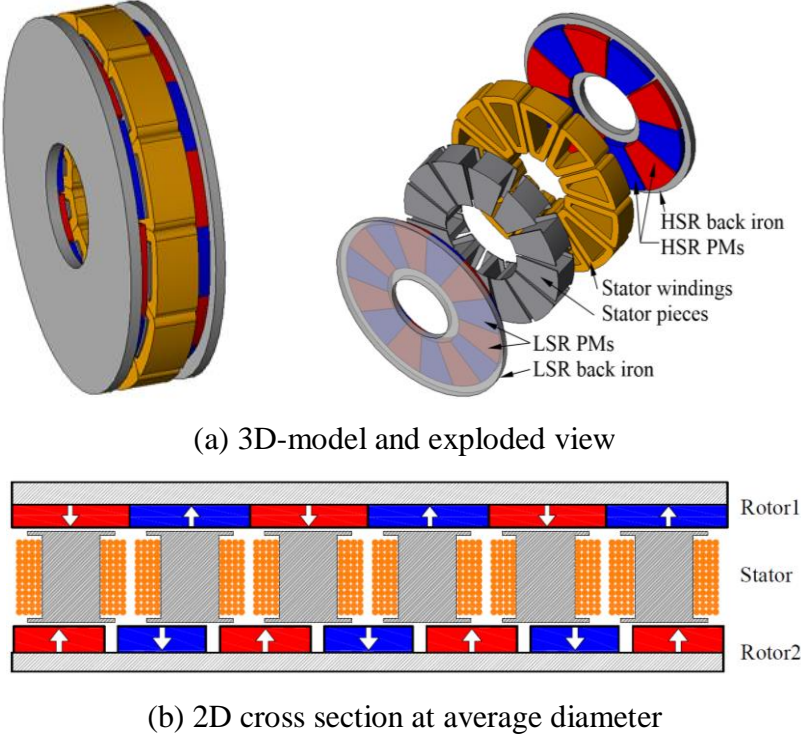 HSR back iron
HSR PMs
Stator windings
Stator pieces
LSR PMs
LSR back iron
(a) 3D-model and exploded view
Rotor1
Stator
Rotor2
(b) 2D cross section at average diameter